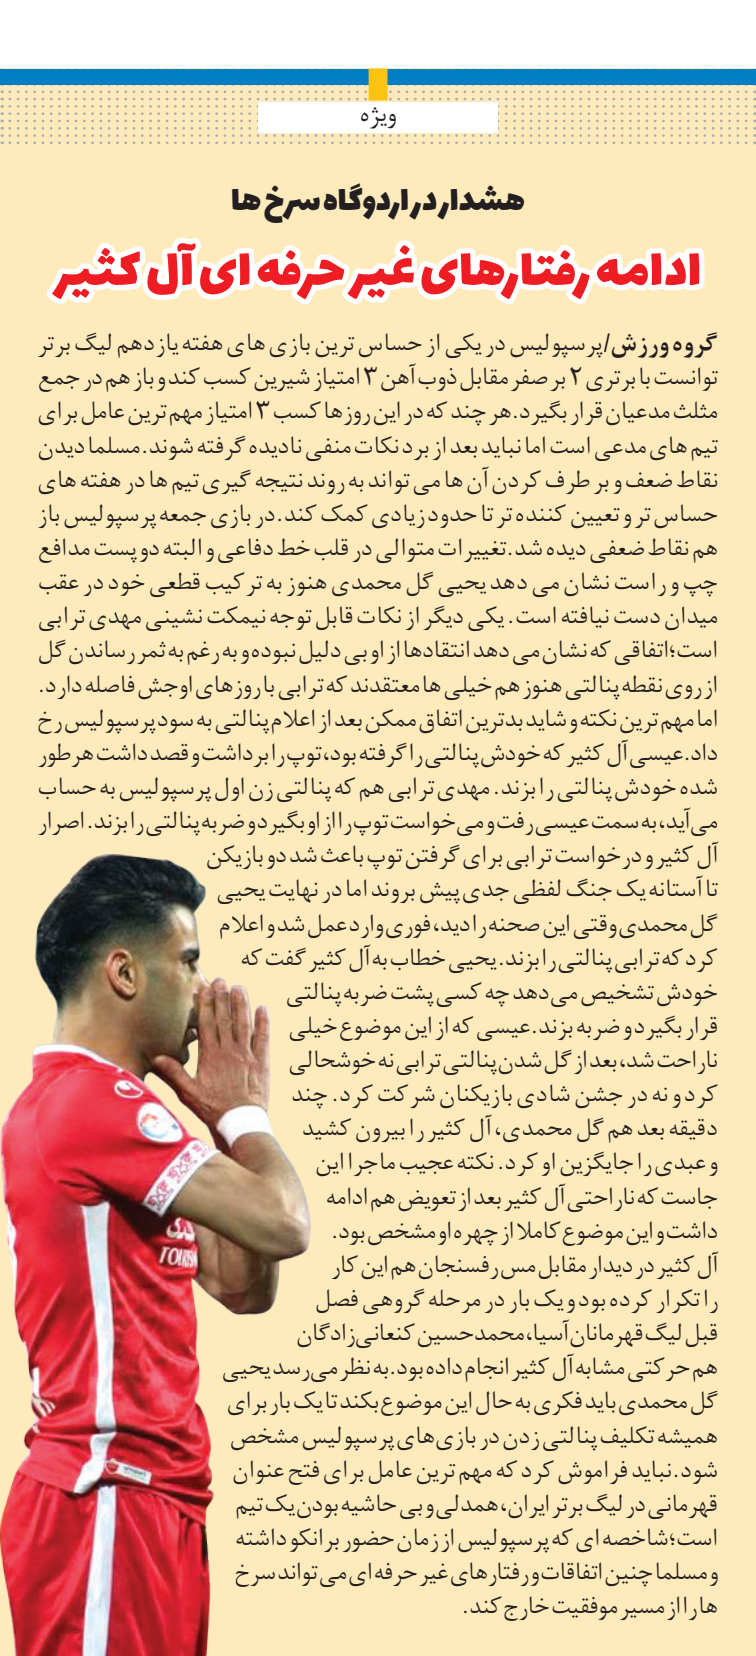 ویژه
هشدار در اردوگاه سرخ ها
ادامه رفتارهای غیر حرفه ای آل کثیر
گروه ورزش/پرسپولیس در یکی از حساس ترین بازی های هفته یازدهم لیگ برتر
توانست با برتری ۲ بر صفر مقابل ذوب آهن ۳ امتیاز شیرین کسب کند و باز هم در جمع
مثلث مدعیان قرار بگیرد.هر چند که در این روزها کسب ۳ امتیاز مهم ترین عامل برای
تیم های مدعی است اما نباید بعد از برد نکات منفی نادیده گرفته شوند.مسلما دیدن
نقاط ضعف و بر طرف کردن آن ها می تواند به روند نتیجه گیری تیم ها در هفته های
حساس تر و تعیین کننده تر تا حدود زیادی کمک کند.در بازی جمعه پرسپولیس باز
هم نقاط ضعفی دیده شد.تغییرات متوالی در قلب خط دفاعی و البته دو پست مدافع
چپ و راست نشان می دهد یحیی گل محمدی هنوز به ترکیب قطعی خود در عقب
میدان دست نیافته است. یکی دیگر از نکات قابل توجه نیمکت نشینی مهدی ترابی
است؛اتفاقی که نشان می دهد انتقادها از او بی دلیل نبوده و به رغم به ثمر رساندن گل
از روی نقطه پنالتی هنوز هم خیلی ها معتقدند که ترابی با روزهای اوجش فاصله دارد.
اما مهم ترین نکته و شاید بدترین اتفاق ممکن بعد از اعلام پنالتی به سود پرسپولیس رخ
داد.عیسی آل کثیر که خودش پنالتی را گرفته بود، توپ را برداشت و قصد داشت هر طور
شده خودش پنالتی را بزند. مهدی ترابی هم که پنالتی زن اول پرسپولیس به حساب
می آید، به سمت عیسی رفت و می خواست توپ را از او بگیرد و ضربه پنالتی را بزند. اصرار
آل کثیر و درخواست ترابی برای گرفتن توپ باعث شد دو بازیکن
تا آستانه یک جنگ لفظی جدی پیش بروند اما در نهایت یحیی
گل محمدی وقتی این صحنه را دید، فوری وارد عمل شد و اعلام
کرد که ترابی پنالتی را بزند. یحیی خطاب به آل کثیر گفت که
خودش تشخیص می دهد چه کسی پشت ضربه پنالتی
قرار بگیرد و ضربه بزند.عیسی که از این موضوع خیلی
ناراحت شد، بعد از گل شدن پنالتی ترابی نه خوشحالی
کرد و نه در جشن شادی بازیکنان شرکت کرد. چند
دقیقه بعد هم گل محمدی، آل کثیر را بیرون کشید
و عبدی را جایگزین او کرد. نکته عجیب ماجرا این
جاست که ناراحتی آل کثیر بعد از تعویض هم ادامه
داشت و این موضوع کاملا از چهره او مشخص بود.
آل کثیر در دیدار مقابل مس رفسنجان هم این کار
را تکرار کرده بود و یک بار در مرحله گروهی فصل
قبل لیگ قهرمانان آسیا، محمدحسین کنعانی زادگان
هم حرکتی مشابه آل کثیر انجام داده بود.به نظر می رسد یحیی
گل محمدی باید فکری به حال این موضوع بکند تا یک بار برای
همیشه تکلیف پنالتی زدن در بازی های پرسپولیس مشخص
شود.نباید فراموش کرد که مهم ترین عامل برای فتح عنوان
قهرمانی در لیگ برتر ایران، همدلی و بی حاشیه بودن یک تیم
است؛شاخصه ای که پرسپولیس از زمان حضور برانکو داشته
و مسلما چنین اتفاقات و رفتارهای غیر حرفه ای می تواند سرخ
ها را از مسیر موفقیت خارج کند.